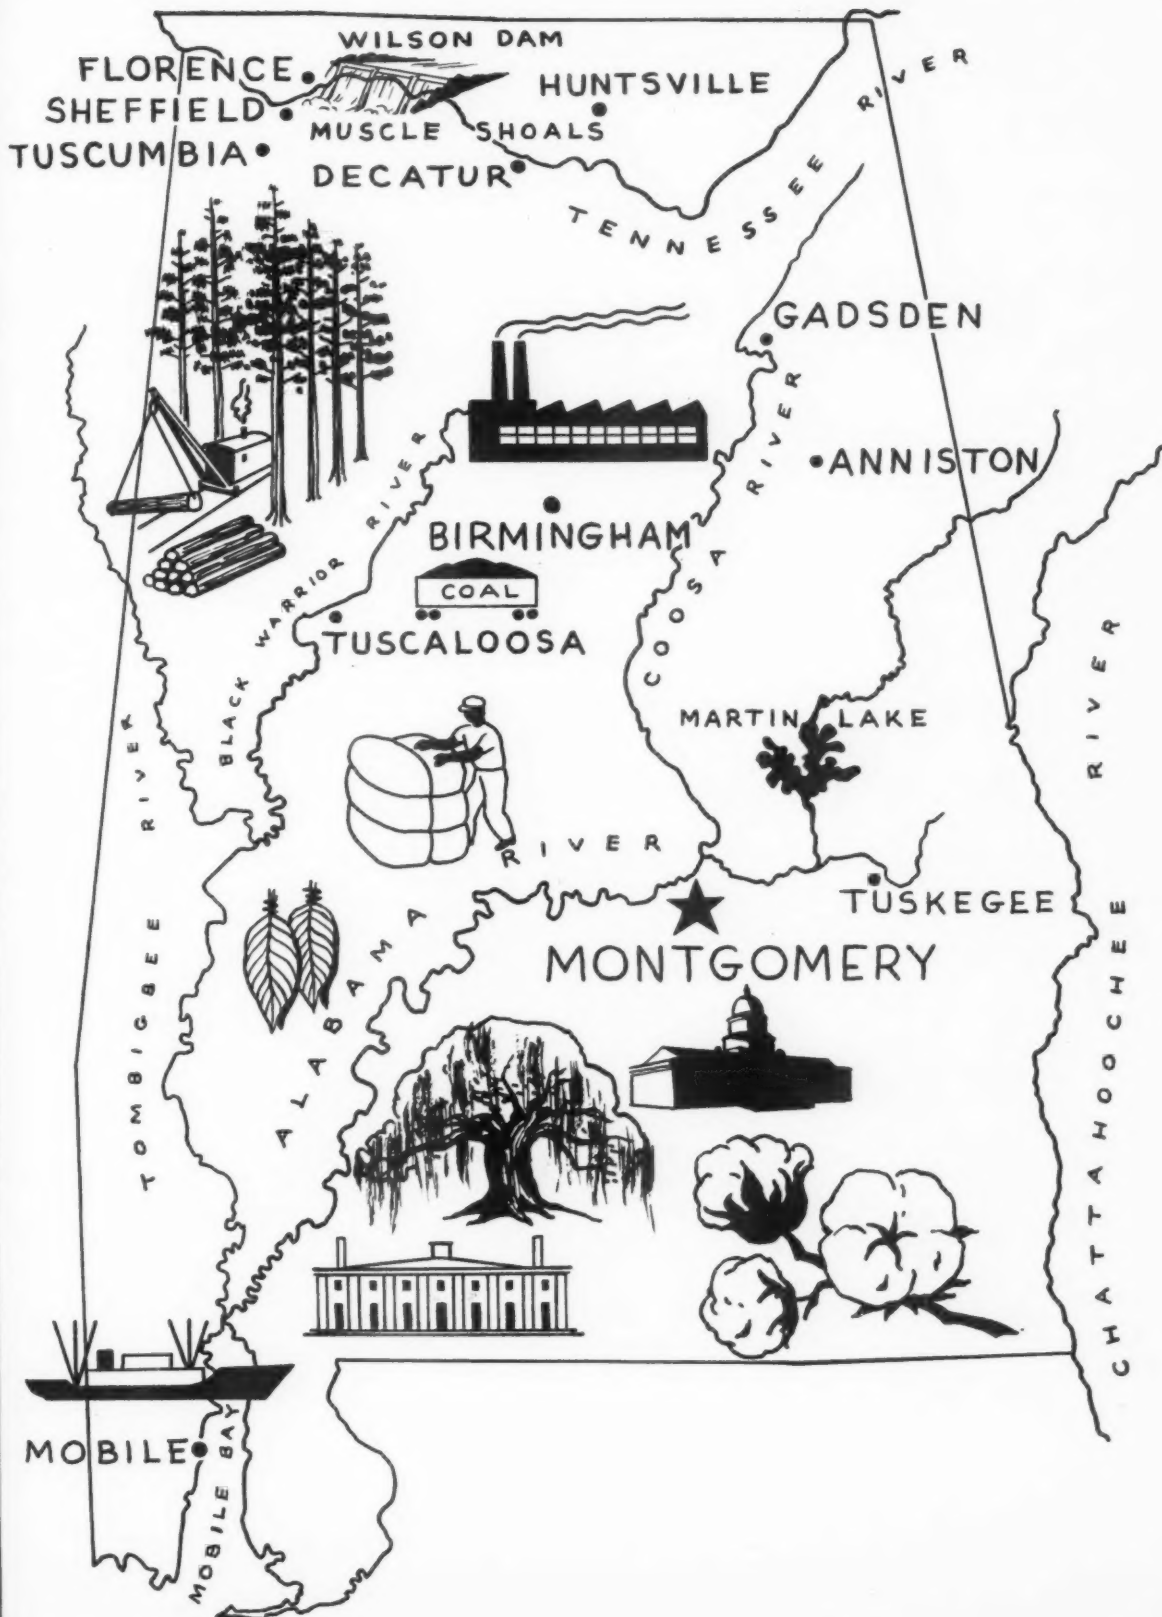 WILSON DAM
FLORENCE
HUNTSVILLE
SHEFFIELD
MUSCLE SHOALS
TUSCUMBIA
DECATUR
TENNESSEE RIVER
GADSDEN
ANNISTON
BIRMINGHAM
COAL
TUSCALOOSA
BLACK WARRIOR RIVER
COOSA RIVER
MARTIN LAKE
TUSKEGEE
MONTGOMERY
ALABAMA RIVER
TOMBIGBEE RIVER
CHATTAHOOCHEE RIVER
MOBILE
MOBILE BAY